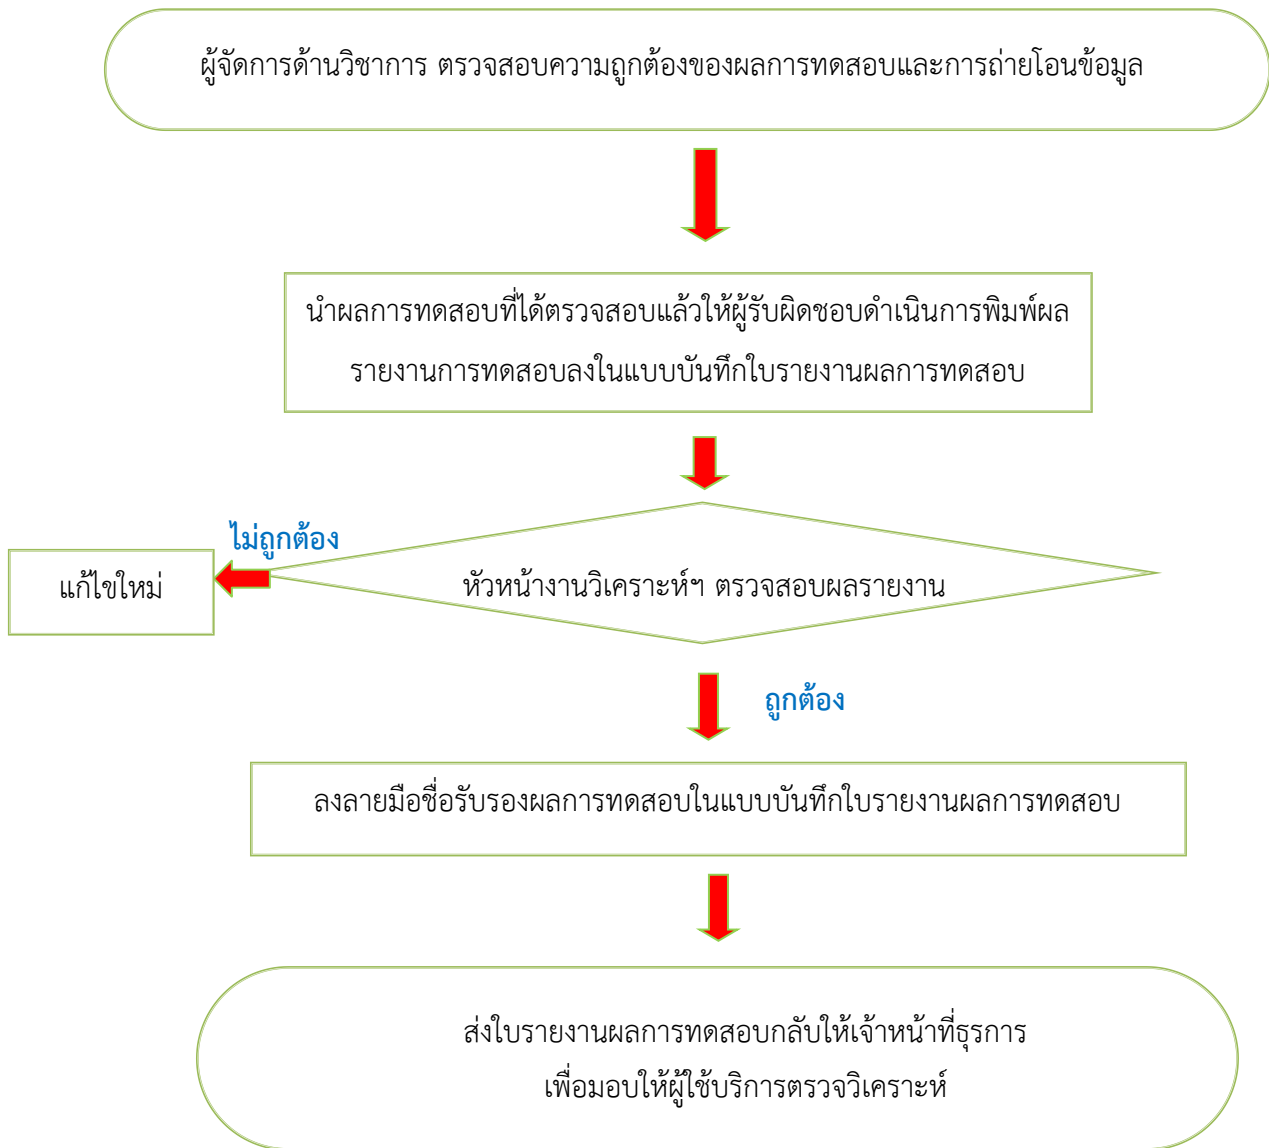 ผู้จัดการด้านวิชาการ ตรวจสอบความถูกต้องของผลการทดสอบและการถ่ายโอนข้อมูล
นำผลการทดสอบที่ได้ตรวจสอบแล้วให้ผู้รับผิดชอบดำเนินการพิมพ์ผล
รายงานการทดสอบลงในแบบบันทึกใบรายงานผลการทดสอบ
ไม่ถูกต้อง
แก้ไขใหม่
หัวหน้างานวิเคราะห์ฯ ตรวจสอบผลรายงาน
ถูกต้อง
ลงลายมือชื่อรับรองผลการทดสอบในแบบบันทึกใบรายงานผลการทดสอบ
ส่งใบรายงานผลการทดสอบกลับให้เจ้าหน้าที่ธุรการ
เพื่อมอบให้ผู้ใช้บริการตรวจวิเคราะห์